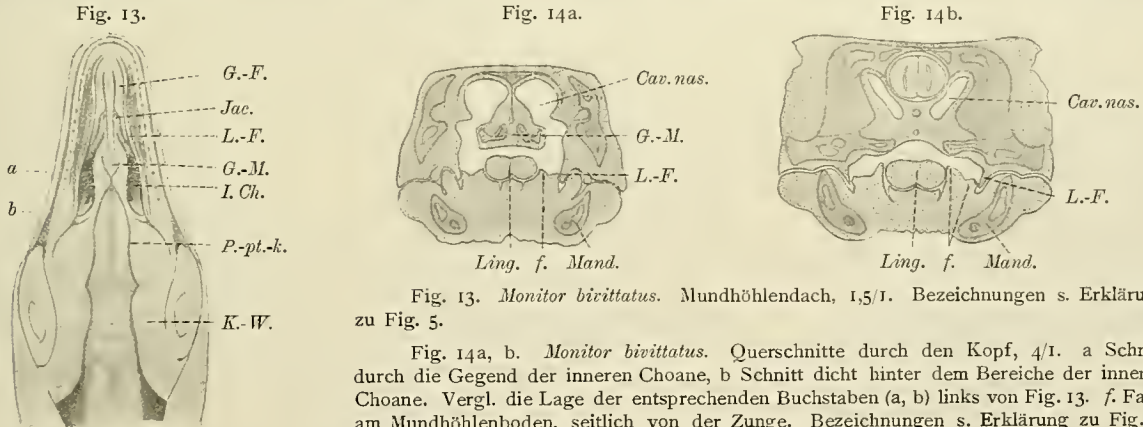 Fig. 13.
G.-F.
Jac.
L.-F.
a
G.-M.
I. Ch.
b
P.-pt.-k.
K.-W.
Fig. 14a.
Cav. nas.
G.-M.
L.-F.
Ling. f. Mand.
Fig. 14b.
Cav. nas.
L.-F.
Ling. f. Mand.
Fig. 13. Monitor bivittatus. Mundhöhlendach, 1,5/1. Bezeichnungen s. Erkläru
zu Fig. 5.
Fig. 14a, b. Monitor bivittatus. Querschnitte durch den Kopf, 4/1. a Schn
durch die Gegend der inneren Choane, b Schnitt dicht hinter dem Bereiche der inner
Choane. Vergl. die Lage der entsprechenden Buchstaben (a, b) links von Fig. 13. f. Fa
am Mundhöhlenboden, seitlich von der Zunge. Bezeichnungen s. Erklärung zu Fig.